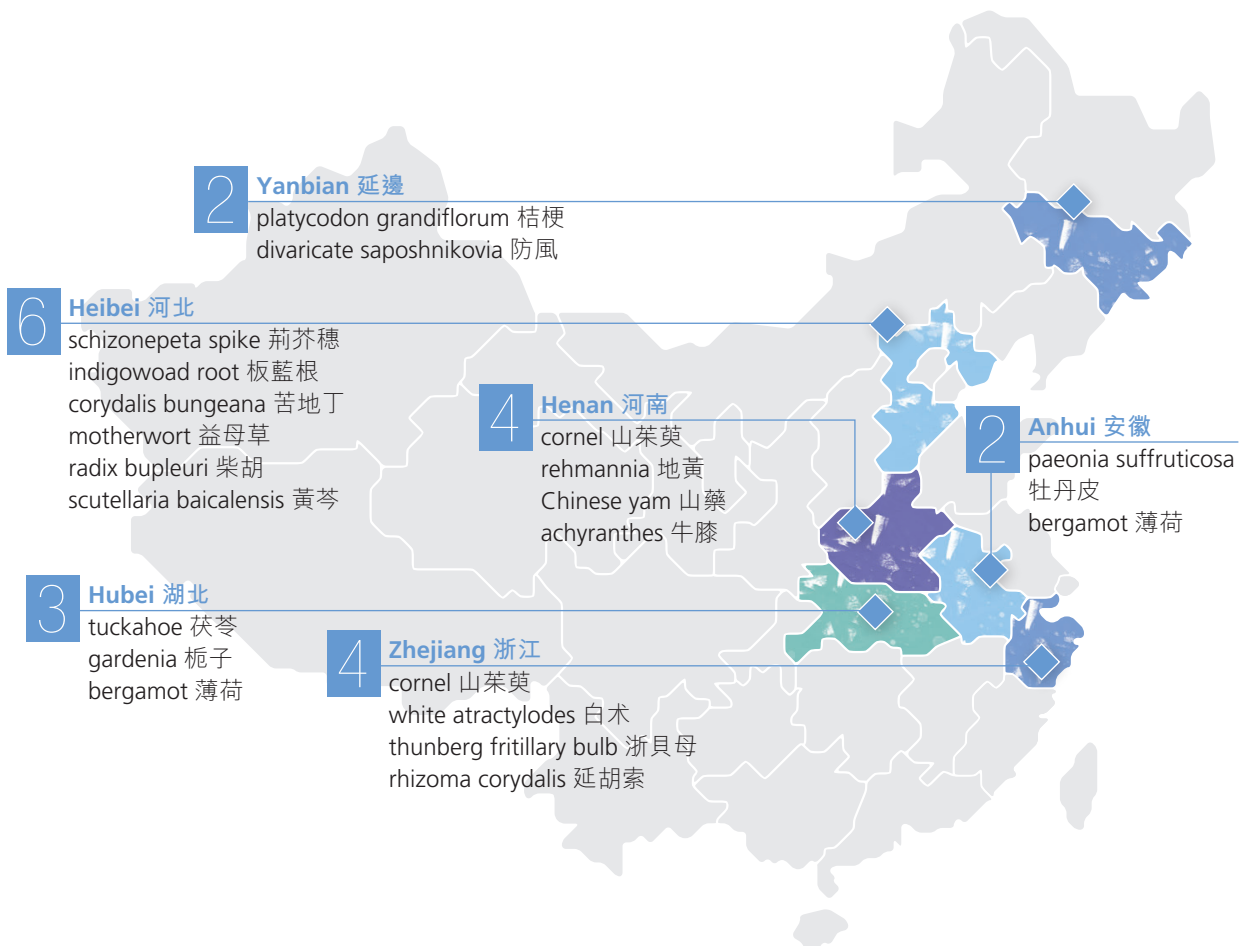 2
Yanbian 延邊
platycodon grandiflorum 桔梗
divaricate saposhnikovia 防風
6
Heibei 河北
schizonepeta spike 荊芥穗
indigowoad root 板藍根
corydalis bungeana 苦地丁
motherwort 益母草
radix bupleuri 柴胡
scutellaria baicalensis 黃芩
4
Henan 河南
cornel 山茱萸
rehmannia 地黃
Chinese yam 山藥
achyranthes 牛膝
2
Anhui 安徽
paeonia suffruticosa
牡丹皮
bergamot 薄荷
3
Hubei 湖北
tuckahoe 茯苓
gardenia 栀子
bergamot 薄荷
4
Zhejiang 浙江
cornel 山茱萸
white atractylodes 白术
thunberg fritillary bulb 浙貝母
rhizoma corydalis 延胡索